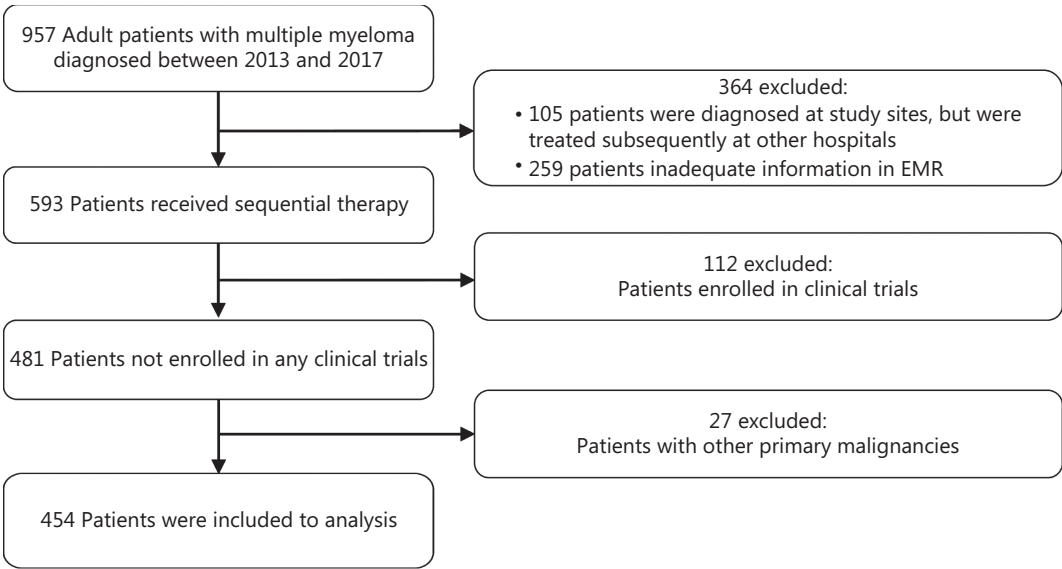 957 Adult patients with multiple myeloma
diagnosed between 2013 and 2017
364 excluded:
• 105 patients were diagnosed at study sites, but were
treated subsequently at other hospitals
• 259 patients inadequate information in EMR
593 Patients received sequential therapy
112 excluded:
Patients enrolled in clinical trials
481 Patients not enrolled in any clinical trials
27 excluded:
Patients with other primary malignancies
454 Patients were included to analysis